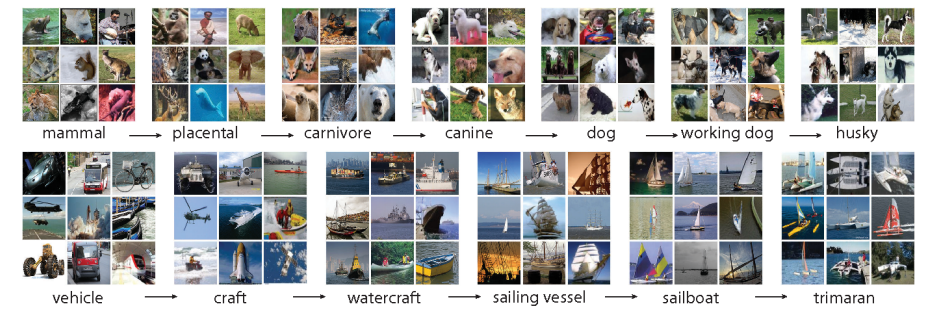 mammal placental carnivore canine dog working dog husky
vehicle craft watercraft sailing vessel sailboat trimaran